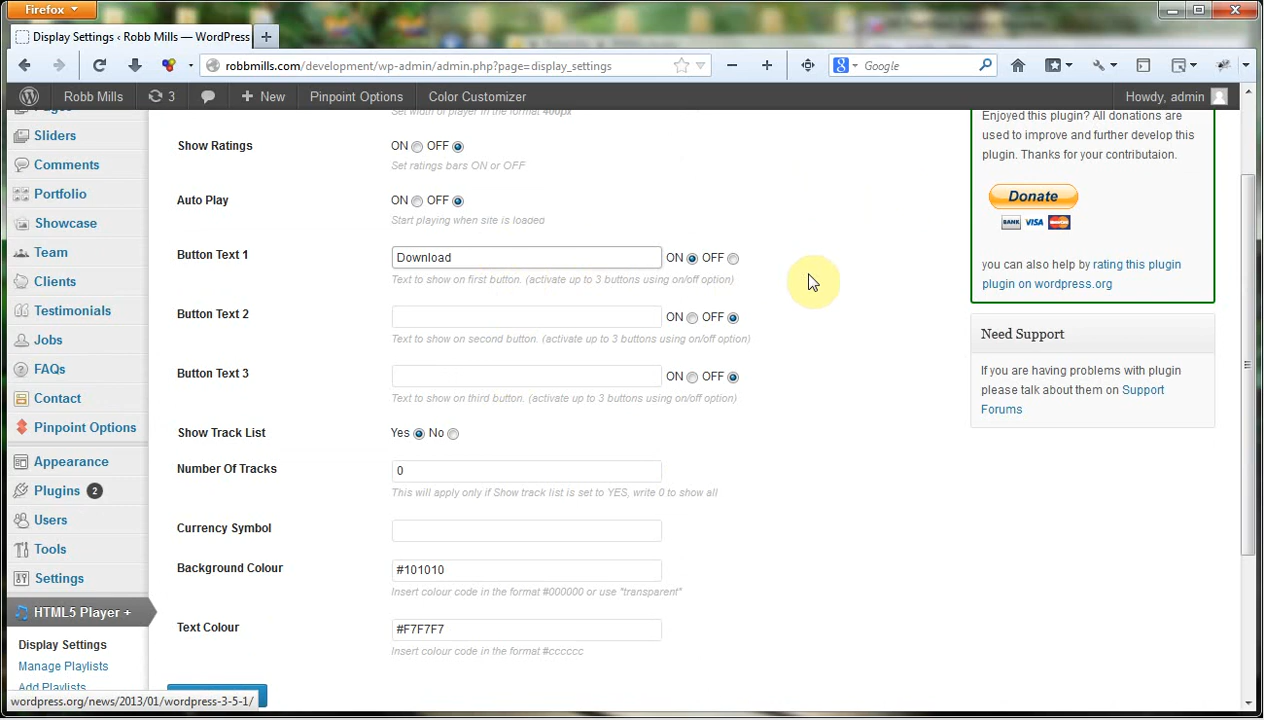 Firefox
Display Settings ‹ Robb Mills — WordPress
robbmills.com/development/wp-admin/admin.php?page=display_settings
Google
Robb Mills
3
New
Pinpoint Options
Color Customizer
Howdy, admin
Pages
Sliders
Comments
Portfolio
Showcase
Team
Clients
Testimonials
Jobs
FAQs
Contact
Pinpoint Options
Appearance
Plugins 2
Users
Tools
Settings
HTML5 Player +
Display Settings
Manage Playlists
Add Playlists
wordpress.org/news/2013/01/wordpress-3-5-1/
Set width of player in the format 400px
Show Ratings
ON OFF
Set ratings bars ON or OFF
Auto Play
ON OFF
Start playing when site is loaded
Button Text 1
Download
ON OFF
Text to show on first button. (activate up to 3 buttons using on/off option)
Button Text 2
ON OFF
Text to show on second button. (activate up to 3 buttons using on/off option)
Button Text 3
ON OFF
Text to show on third button. (activate up to 3 buttons using on/off option)
Show Track List
Yes No
Number Of Tracks
0
This will apply only if Show track list is set to YES, write 0 to show all
Currency Symbol
Background Colour
#101010
Insert colour code in the format #000000 or use "transparent"
Text Colour
#F7F7F7
Insert colour code in the format #cccccc
Enjoyed this plugin? All donations are
used to improve and further develop this
plugin. Thanks for your contributaion.
Donate
BANK VISA
you can also help by rating this plugin
plugin on wordpress.org
Need Support
If you are having problems with plugin
please talk about them on Support
Forums